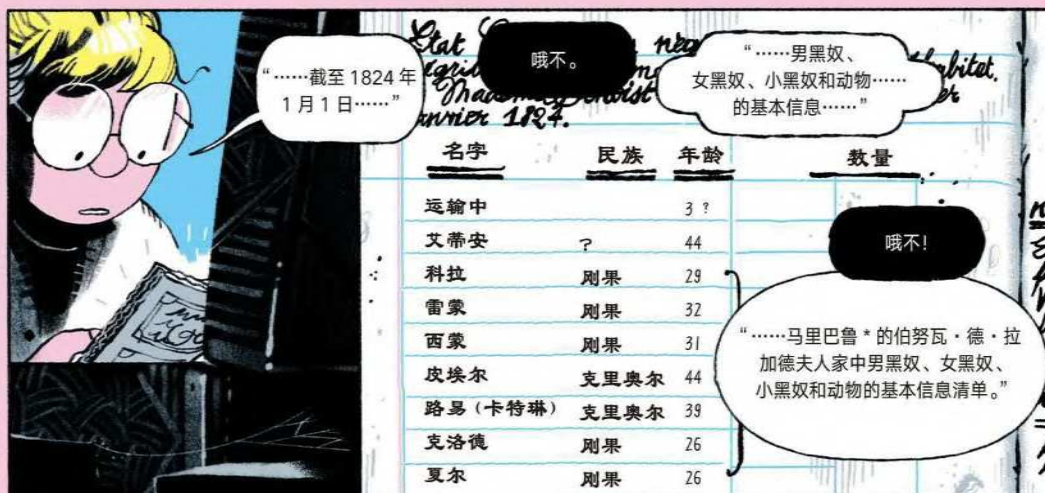 “……截至 1824 年
1 月 1 日……”
哦不。
“……男黑奴、
女黑奴、小黑奴和动物……
的基本信息……”
Etat
nèg
habitet.
Madame
janvier 1824.
名字 民族 年龄 数量
运输中 3 ?
艾蒂安 ? 44
科拉 刚果 29
雷蒙 刚果 32
西蒙 刚果 31
皮埃尔 克里奥尔 44
路易（卡特琳） 克里奥尔 39
克洛德 刚果 26
夏尔 刚果 26
哦不！
“……马里巴鲁 * 的伯努瓦·德·拉
加德夫人家中男黑奴、女黑奴、
小黑奴和动物的基本信息清单。”